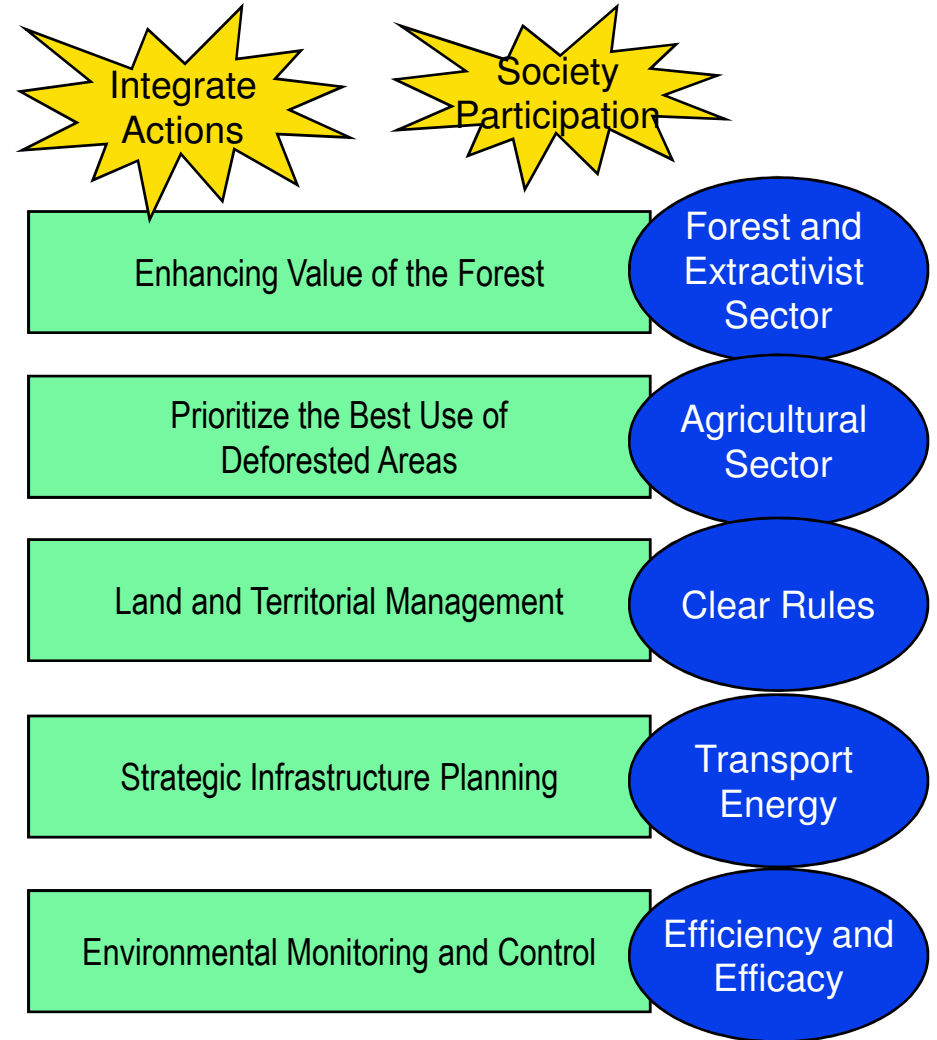 Integrate
Actions
Society
Participation
Enhancing Value of the Forest
Forest and
Extractivist
Sector
Prioritize the Best Use of
Deforested Areas
Agricultural
Sector
Land and Territorial Management
Clear Rules
Strategic Infrastructure Planning
Transport
Energy
Environmental Monitoring and Control
Efficiency and
Efficacy